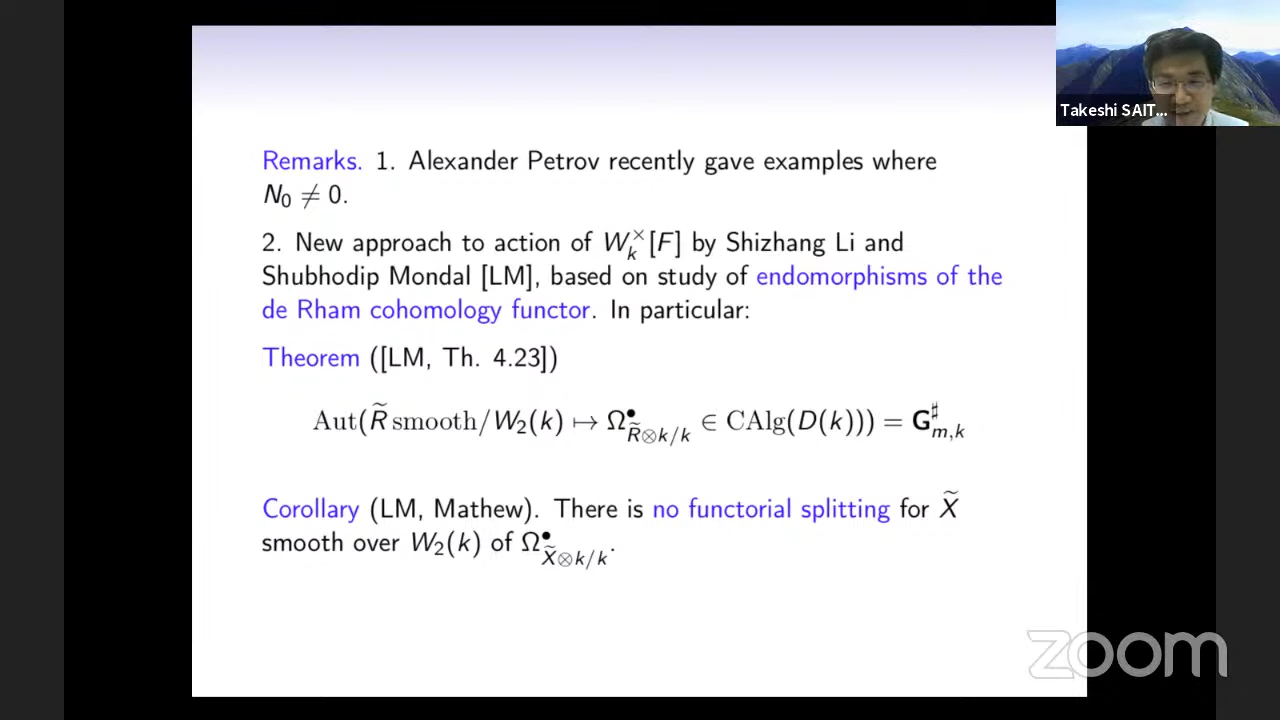 Takeshi SAIT...
Remarks. 1. Alexander Petrov recently gave examples where
N₀ ≠ 0.
2. New approach to action of W_k^×[F] by Shizhang Li and
Shubhodip Mondal [LM], based on study of endomorphisms of the
de Rham cohomology functor. In particular:
Theorem ([LM, Th. 4.23])
Aut(R̃ smooth/W₂(k) ↦ Ω^•_{R̃⊗k/k} ∈ CAlg(D(k))) = G^♯_{m,k}
Corollary (LM, Mathew). There is no functorial splitting for X̃
smooth over W₂(k) of Ω^•_{X̃⊗k/k}.
zoom